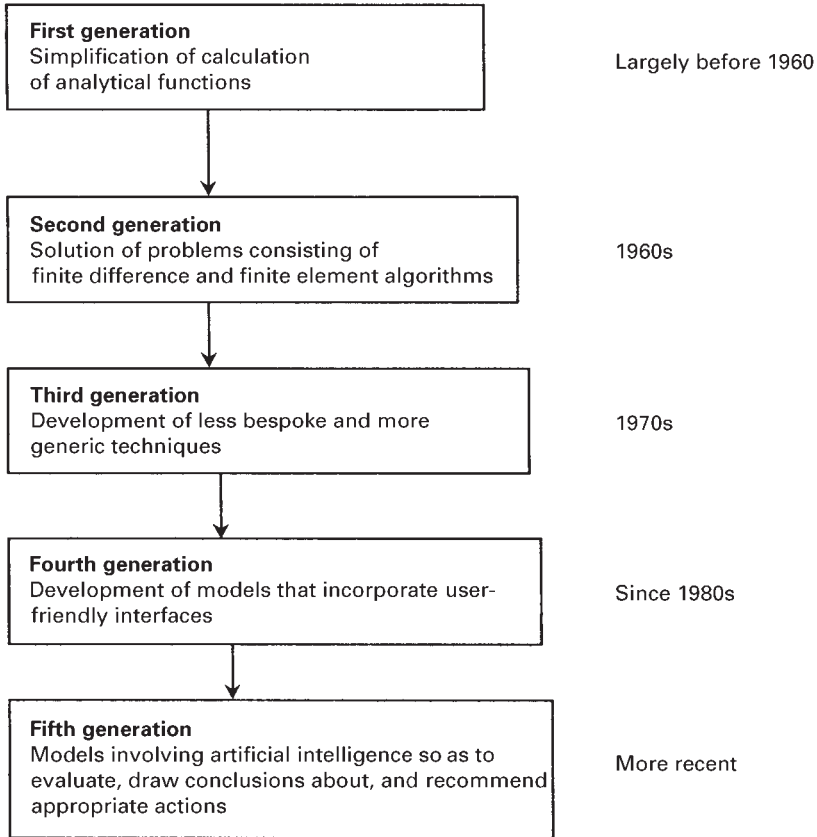 First generation
Simplification of calculation
of analytical functions
Largely before 1960
Second generation
Solution of problems consisting of
finite difference and finite element algorithms
1960s
Third generation
Development of less bespoke and more
generic techniques
1970s
Fourth generation
Development of models that incorporate user-
friendly interfaces
Since 1980s
Fifth generation
Models involving artificial intelligence so as to
evaluate, draw conclusions about, and recommend
appropriate actions
More recent